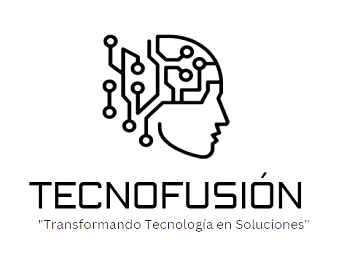 TECNOFUSIÓN
"Transformando Tecnología en Soluciones"